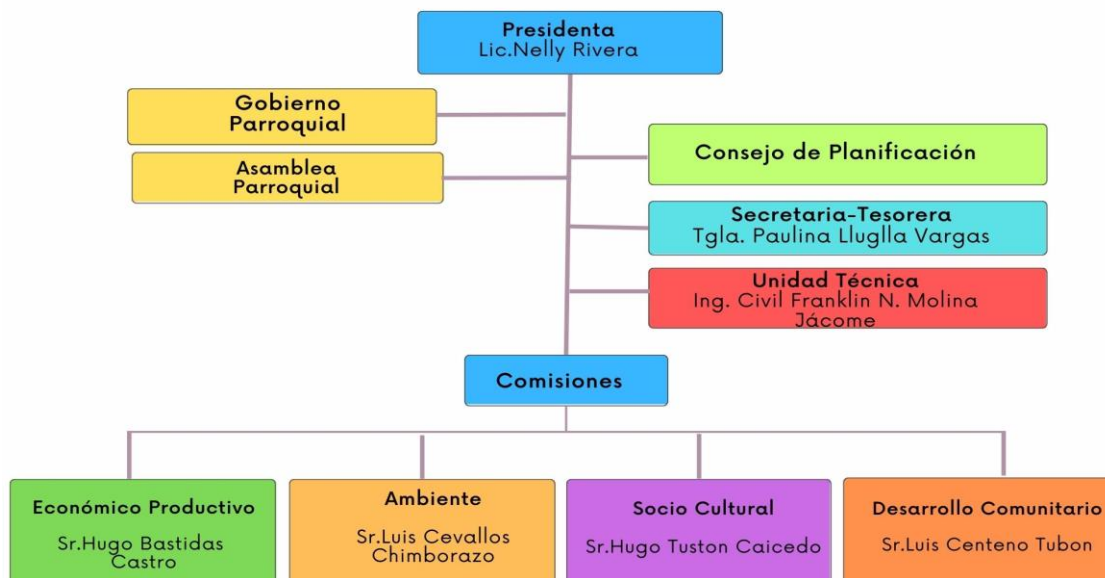 Presidenta
Lic.Nelly Rivera
Gobierno
Parroquial
Asamblea
Parroquial
Consejo de Planificación
Secretaria-Tesorera
Tgla. Paulina Lluglla Vargas
Unidad Técnica
Ing. Civil Franklin N. Molina
Jácome
Comisiones
Económico Productivo
Sr.Hugo Bastidas
Castro
Ambiente
Sr.Luis Cevallos
Chimborazo
Socio Cultural
Sr.Hugo Tuston Caicedo
Desarrollo Comunitario
Sr.Luis Centeno Tubon